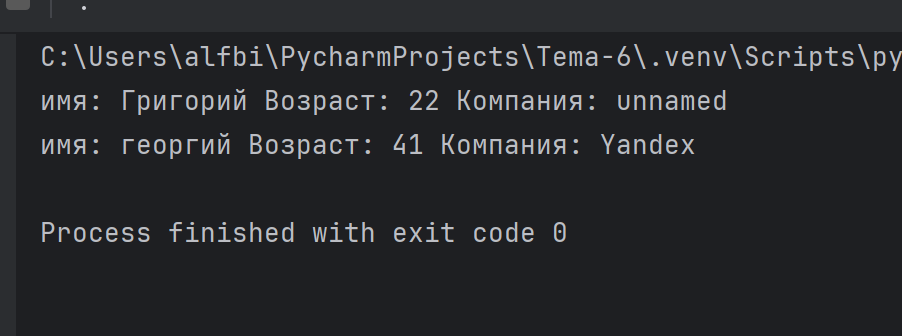 C:\Users\alfbi\PycharmProjects\Tema-6\.venv\Scripts\py
имя: Григорий Возраст: 22 Компания: unnamed
имя: георгий Возраст: 41 Компания: Yandex
Process finished with exit code 0